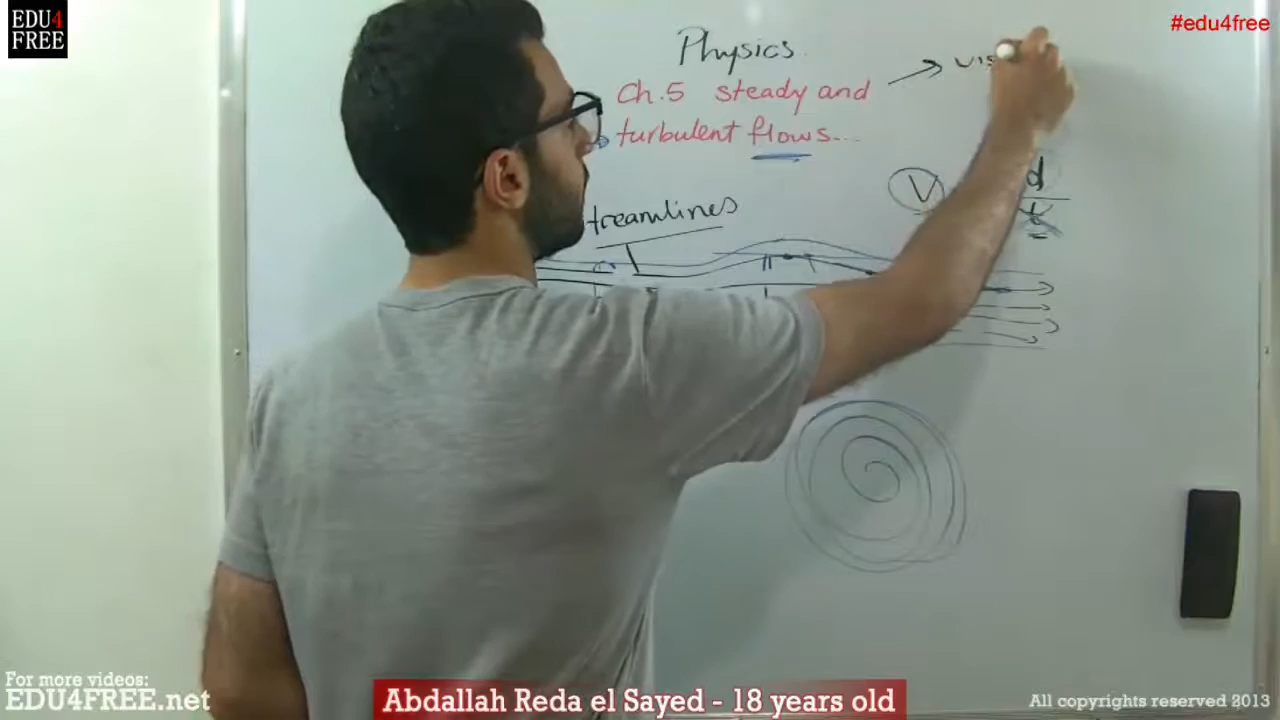 EDU4
FREE
#edu4free
Physics
Ch.5 steady and
turbulent flows...
→ vis
V
d
t
treamlines
For more videos:
EDU4FREE.net
Abdallah Reda el Sayed - 18 years old
All copyrights reserved 2013